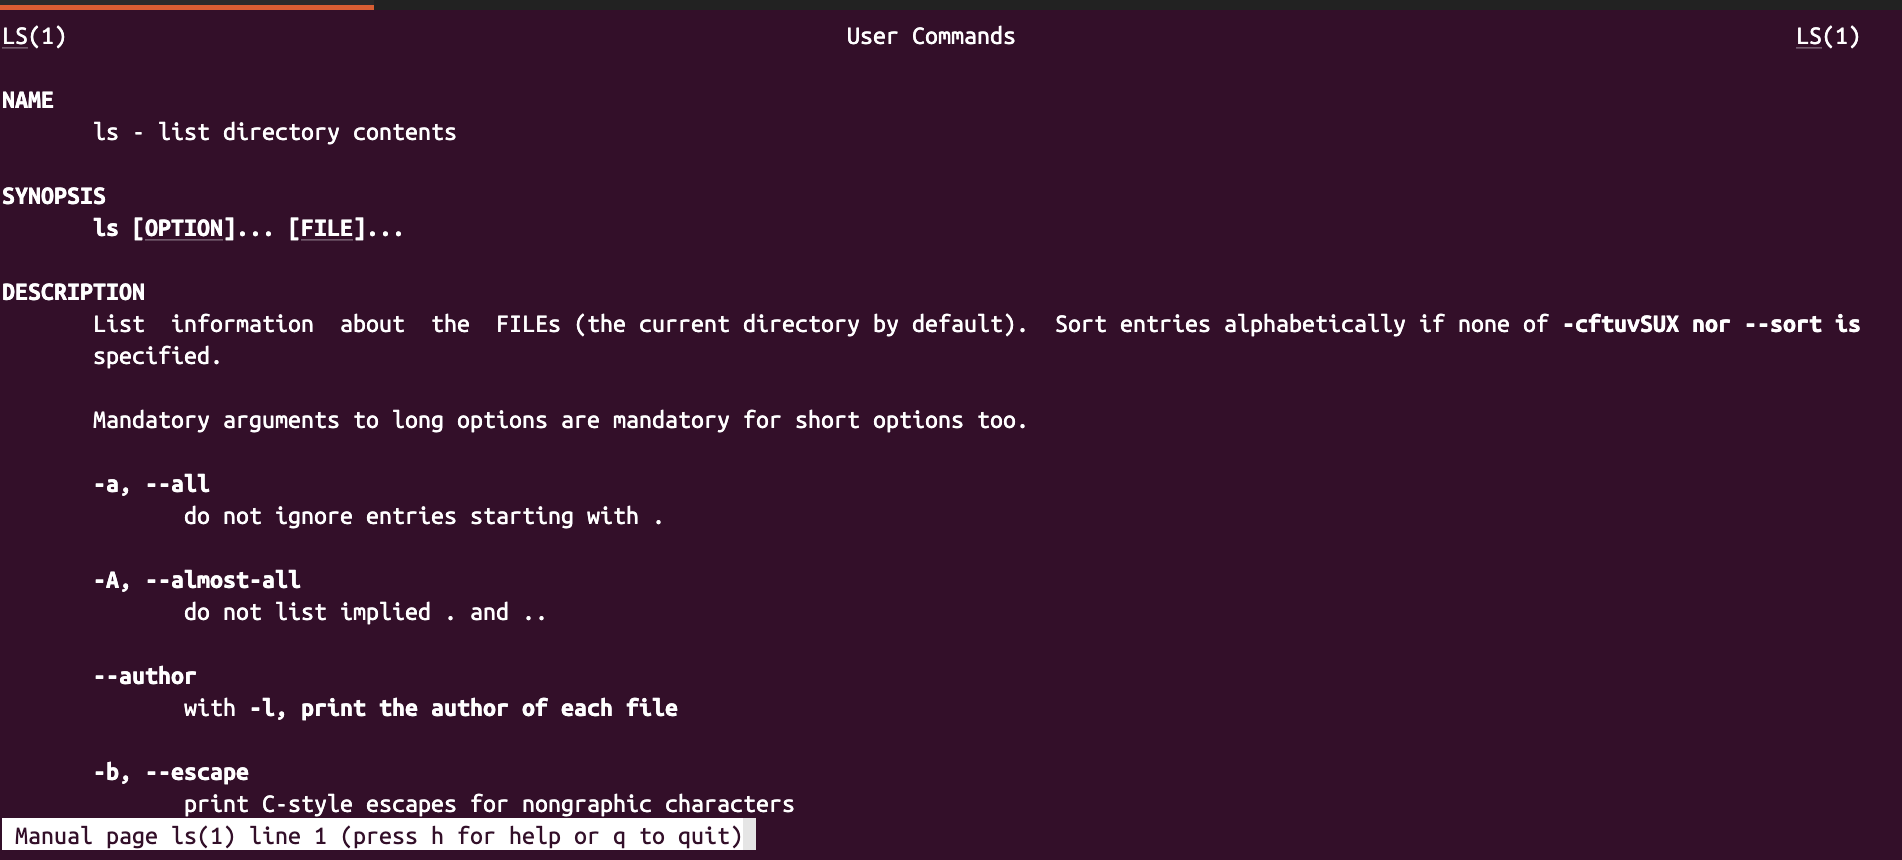 LS(1) User Commands LS(1)
NAME
ls - list directory contents
SYNOPSIS
ls [OPTION]... [FILE]...
DESCRIPTION
List information about the FILEs (the current directory by default). Sort entries alphabetically if none of -cftuvSUX nor --sort is
specified.
Mandatory arguments to long options are mandatory for short options too.
-a, --all
do not ignore entries starting with .
-A, --almost-all
do not list implied . and ..
--author
with -l, print the author of each file
-b, --escape
print C-style escapes for nongraphic characters
Manual page ls(1) line 1 (press h for help or q to quit)